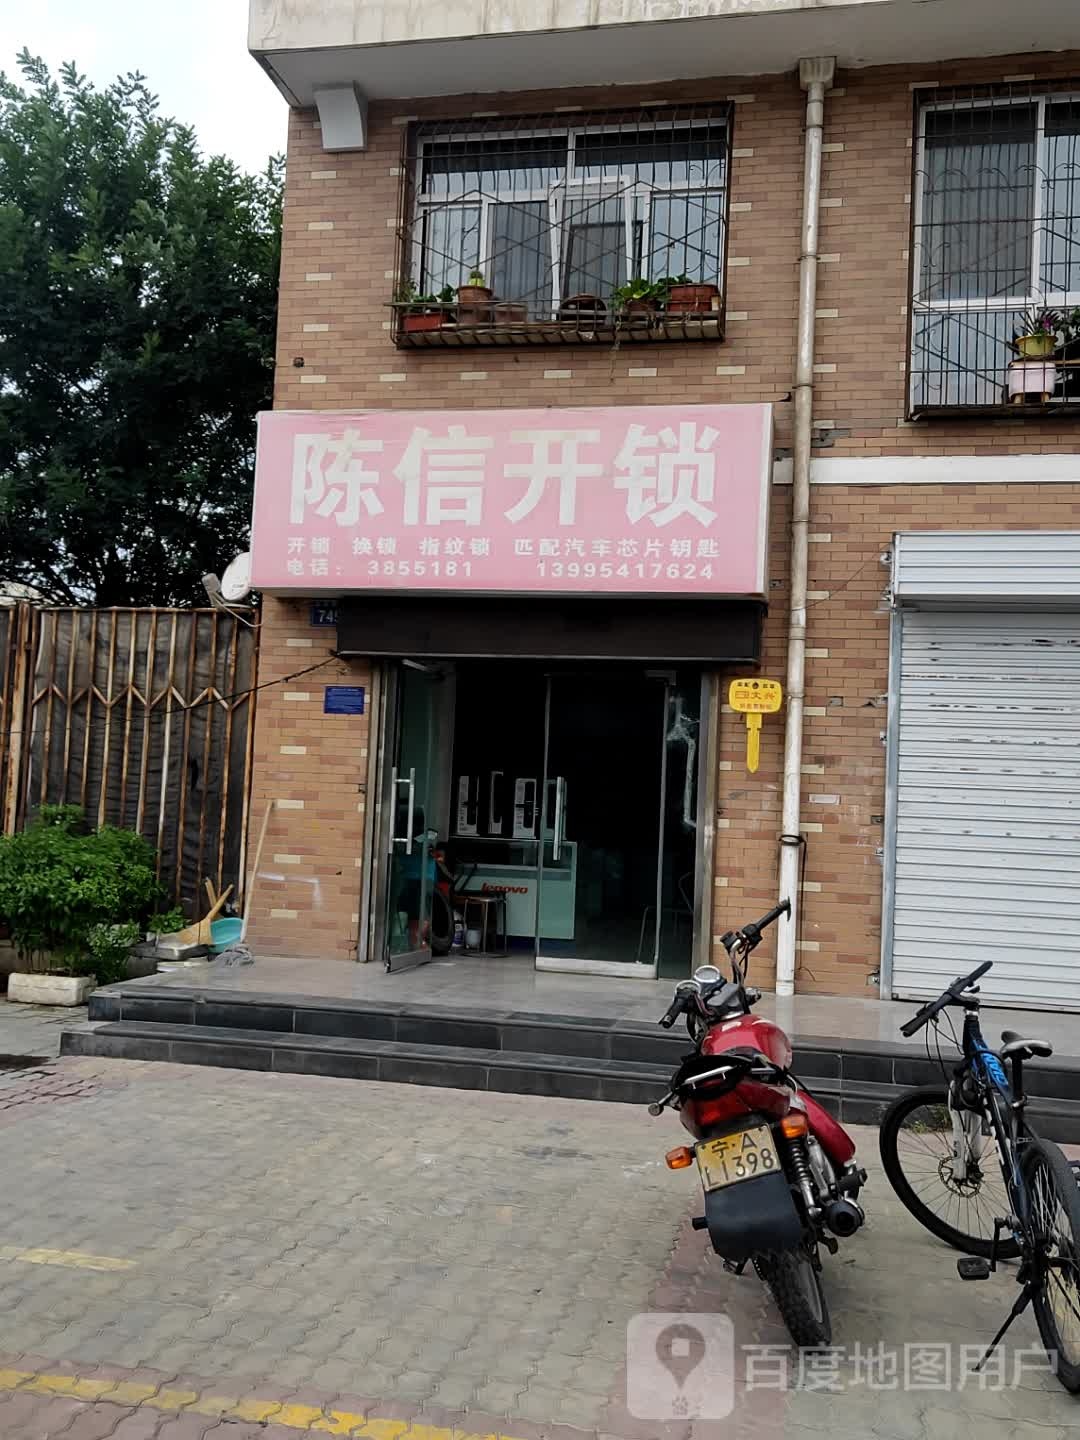 陈信开锁
开锁 换锁 指纹锁 匹配汽车芯片钥匙
电话： 3855181 13995417624
lenovo
宁·A
L1398
百度地图用户